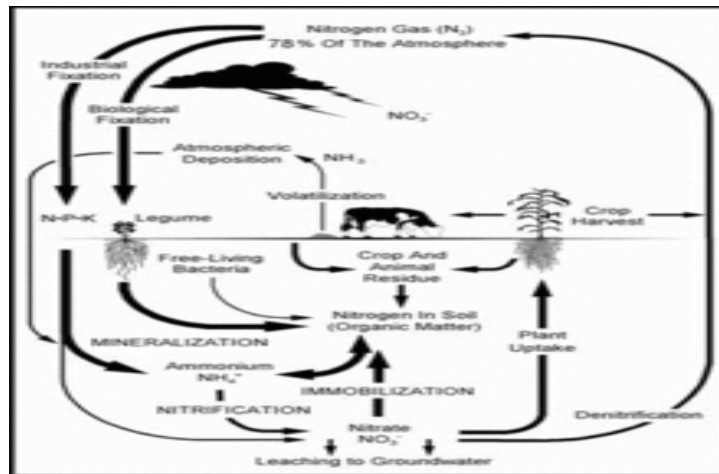 Nitrogen Gas (N₂)
78% Of The Atmosphere
Industrial
Fixation
Biological
Fixation
NO₃⁻
Atmospheric
Deposition
NH₃
Volatilization
N-P-K
Legume
Crop
Harvest
Free-Living
Bacteria
Crop And
Animal
Residue
Nitrogen In Soil
(Organic Matter)
Plant
Uptake
MINERALIZATION
Ammonium
NH₄⁺
IMMOBILIZATION
NITRIFICATION
Denitrification
Nitrate
NO₃⁻
Leaching to Groundwater